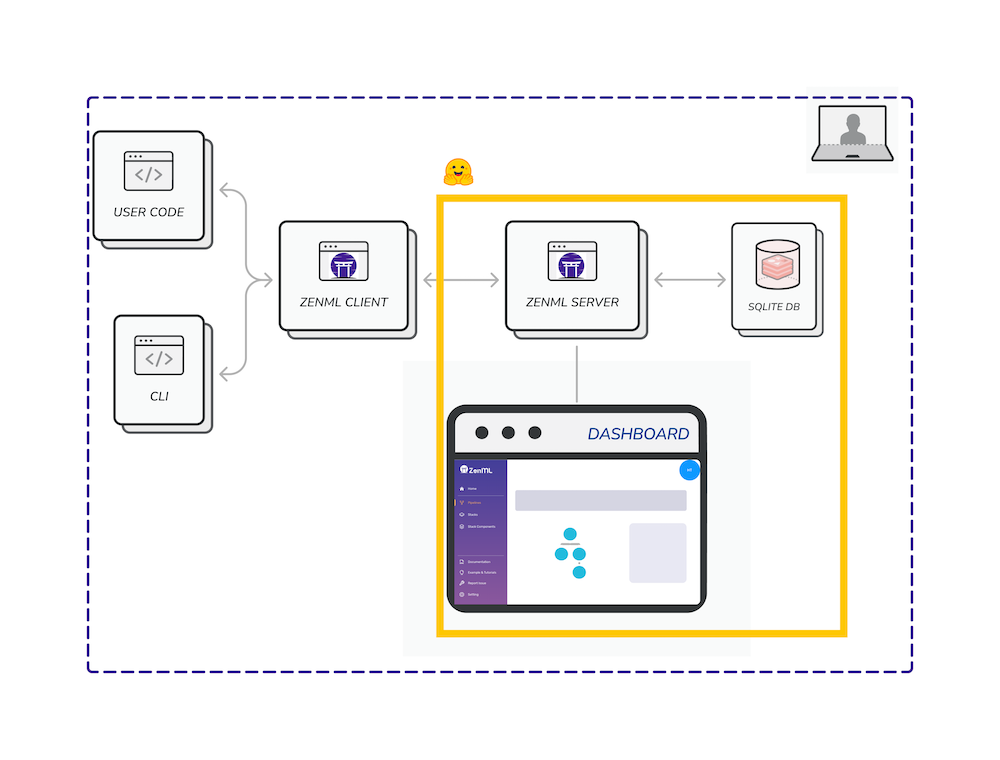 USER CODE
CLI
ZENML CLIENT
ZENML SERVER
SQLITE DB
DASHBOARD
ZenML
Home
Pipelines
Stacks
Stack Components
Documentation
Example & Tutorials
Report Issue
Setting